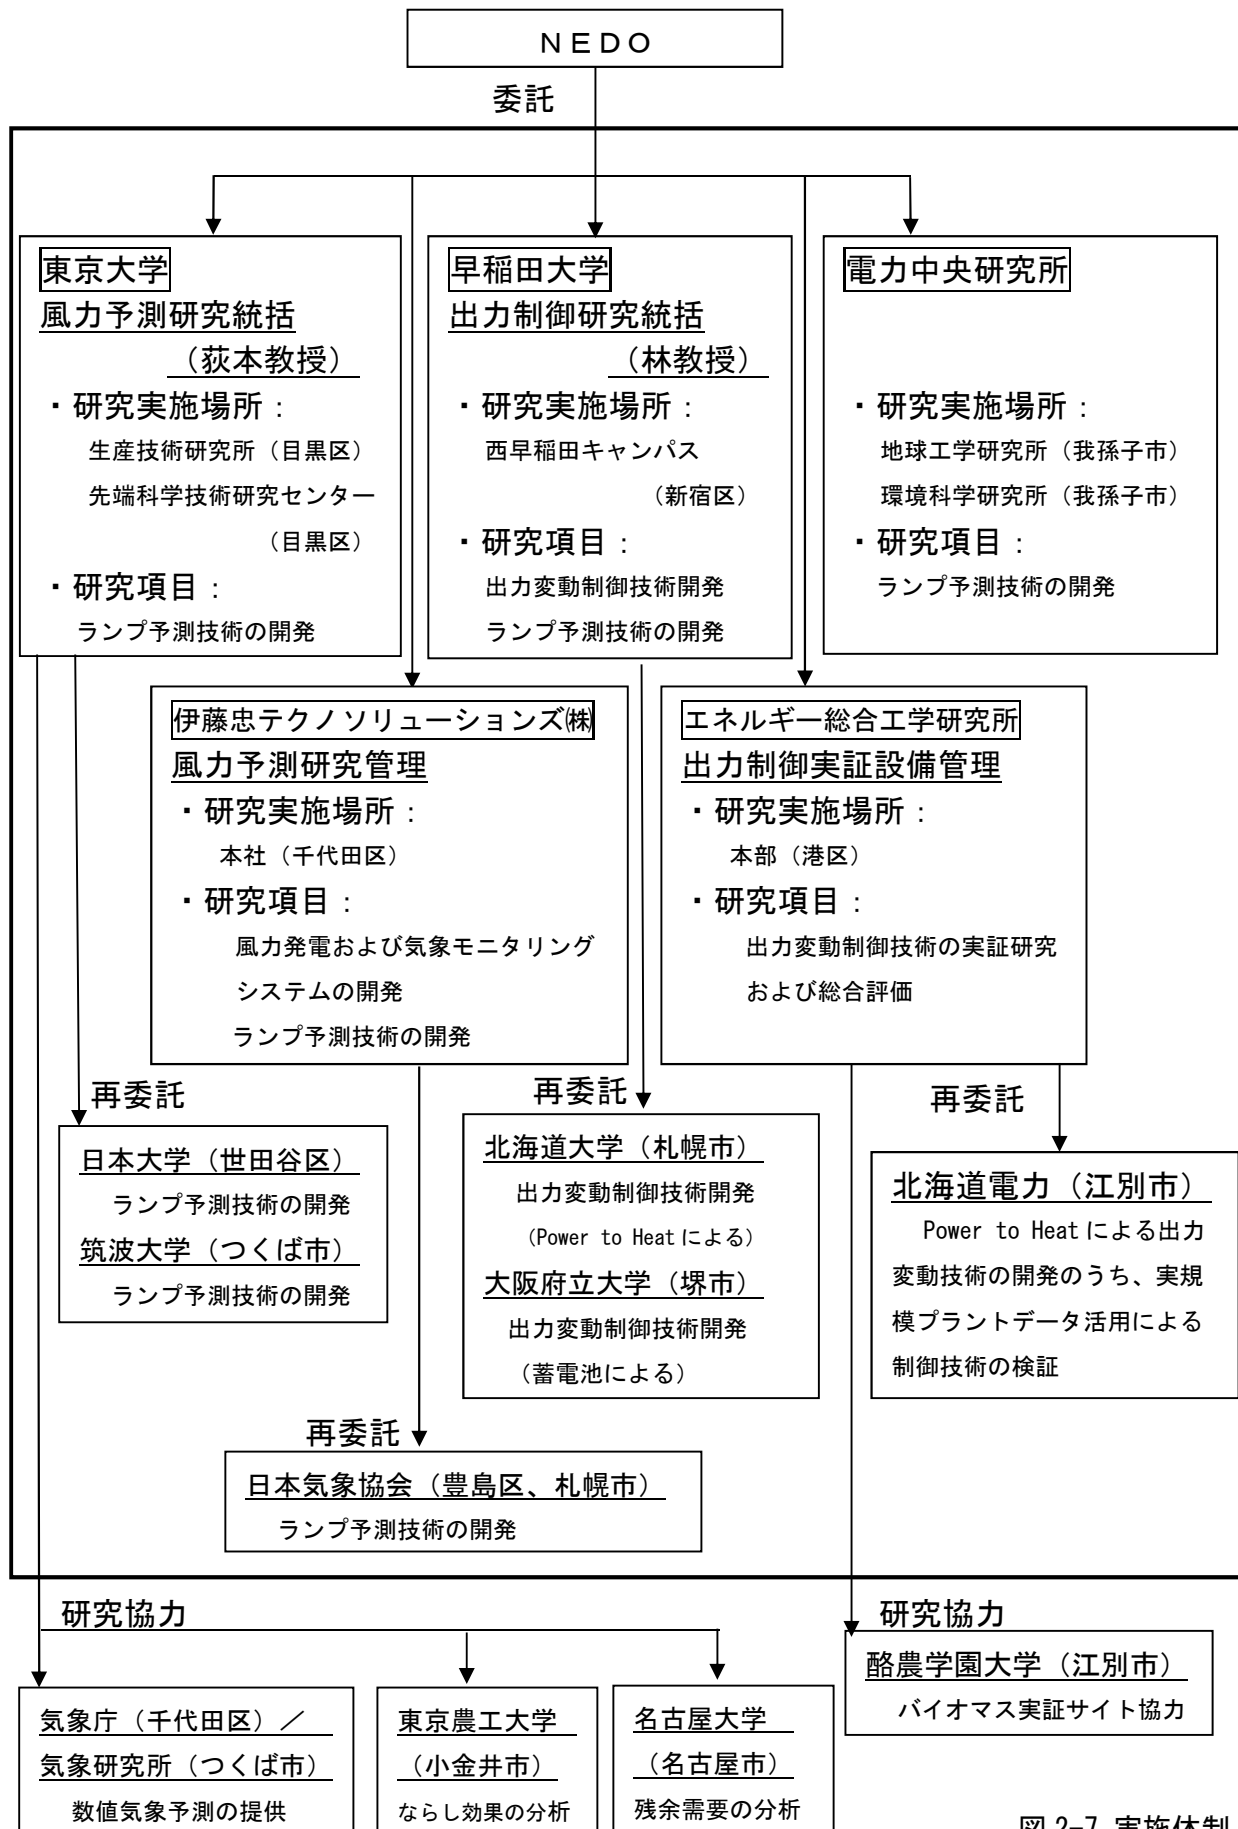 NEDO
委託
東京大学
風力予測研究統括
（荻本教授）
・研究実施場所：
生産技術研究所（目黒区）
先端科学技術研究センター
（目黒区）
・研究項目：
ランプ予測技術の開発
早稲田大学
出力制御研究統括
（林教授）
・研究実施場所：
西早稲田キャンパス
（新宿区）
・研究項目：
出力変動制御技術開発
ランプ予測技術の開発
電力中央研究所
・研究実施場所：
地球工学研究所（我孫子市）
環境科学研究所（我孫子市）
・研究項目：
ランプ予測技術の開発
伊藤忠テクノソリューションズ㈱
風力予測研究管理
・研究実施場所：
本社（千代田区）
・研究項目：
風力発電および気象モニタリング
システムの開発
ランプ予測技術の開発
エネルギー総合工学研究所
出力制御実証設備管理
・研究実施場所：
本部（港区）
・研究項目：
出力変動制御技術の実証研究
および総合評価
再委託
日本大学（世田谷区）
ランプ予測技術の開発
筑波大学（つくば市）
ランプ予測技術の開発
再委託
北海道大学（札幌市）
出力変動制御技術開発
（Power to Heatによる）
大阪府立大学（堺市）
出力変動制御技術開発
（蓄電池による）
再委託
北海道電力（江別市）
Power to Heatによる出力
変動技術の開発のうち、実規
模プラントデータ活用による
制御技術の検証
再委託
日本気象協会（豊島区、札幌市）
ランプ予測技術の開発
研究協力
気象庁（千代田区）／
気象研究所（つくば市）
数値気象予測の提供
東京農工大学
（小金井市）
ならし効果の分析
名古屋大学
（名古屋市）
残余需要の分析
研究協力
酪農学園大学（江別市）
バイオマス実証サイト協力
図2-7 実施体制